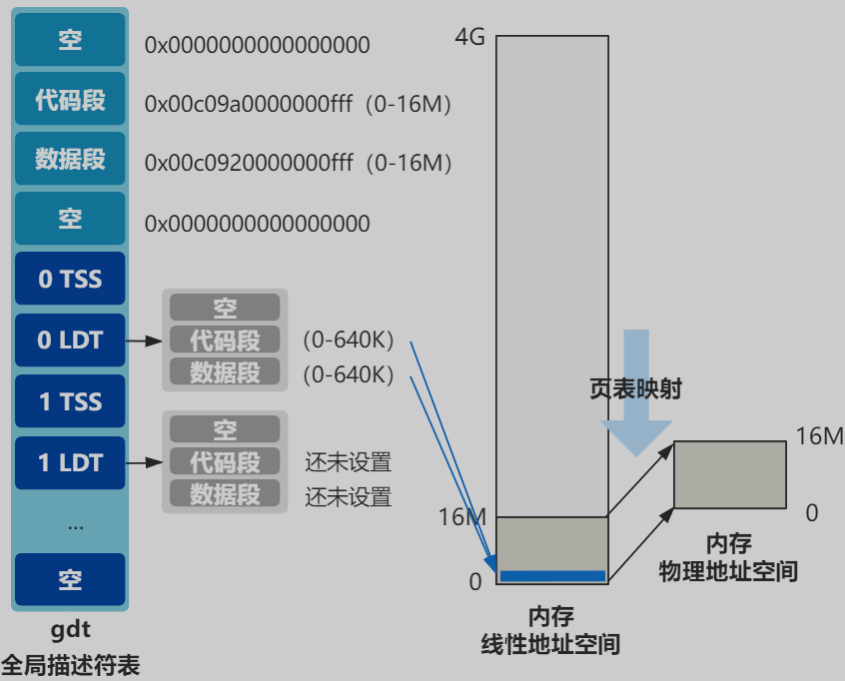 空 0x0000000000000000
代码段 0x00c09a0000000fff (0-16M)
数据段 0x00c0920000000fff (0-16M)
空 0x0000000000000000
0 TSS
0 LDT
空
代码段 (0-640K)
数据段 (0-640K)
1 TSS
1 LDT
空
代码段 还未设置
数据段 还未设置
...
空
gdt
全局描述符表
4G
16M
0
内存
线性地址空间
页表映射
16M
0
内存
物理地址空间